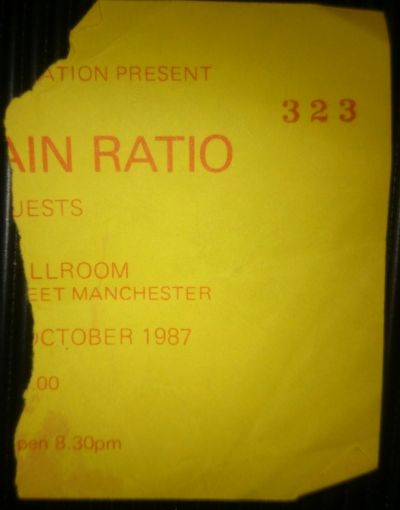 ATION PRESENT
323
AIN RATIO
UESTS
LLROOM
EET MANCHESTER
OCTOBER 1987
.00
pen 8.30pm